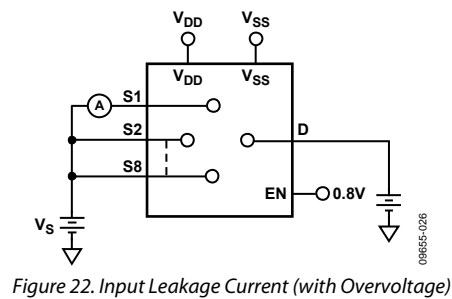 VDD VSS
VDD VSS
A S1
S2 D
S8
EN 0.8V
VS
09655-026
Figure 22. Input Leakage Current (with Overvoltage)